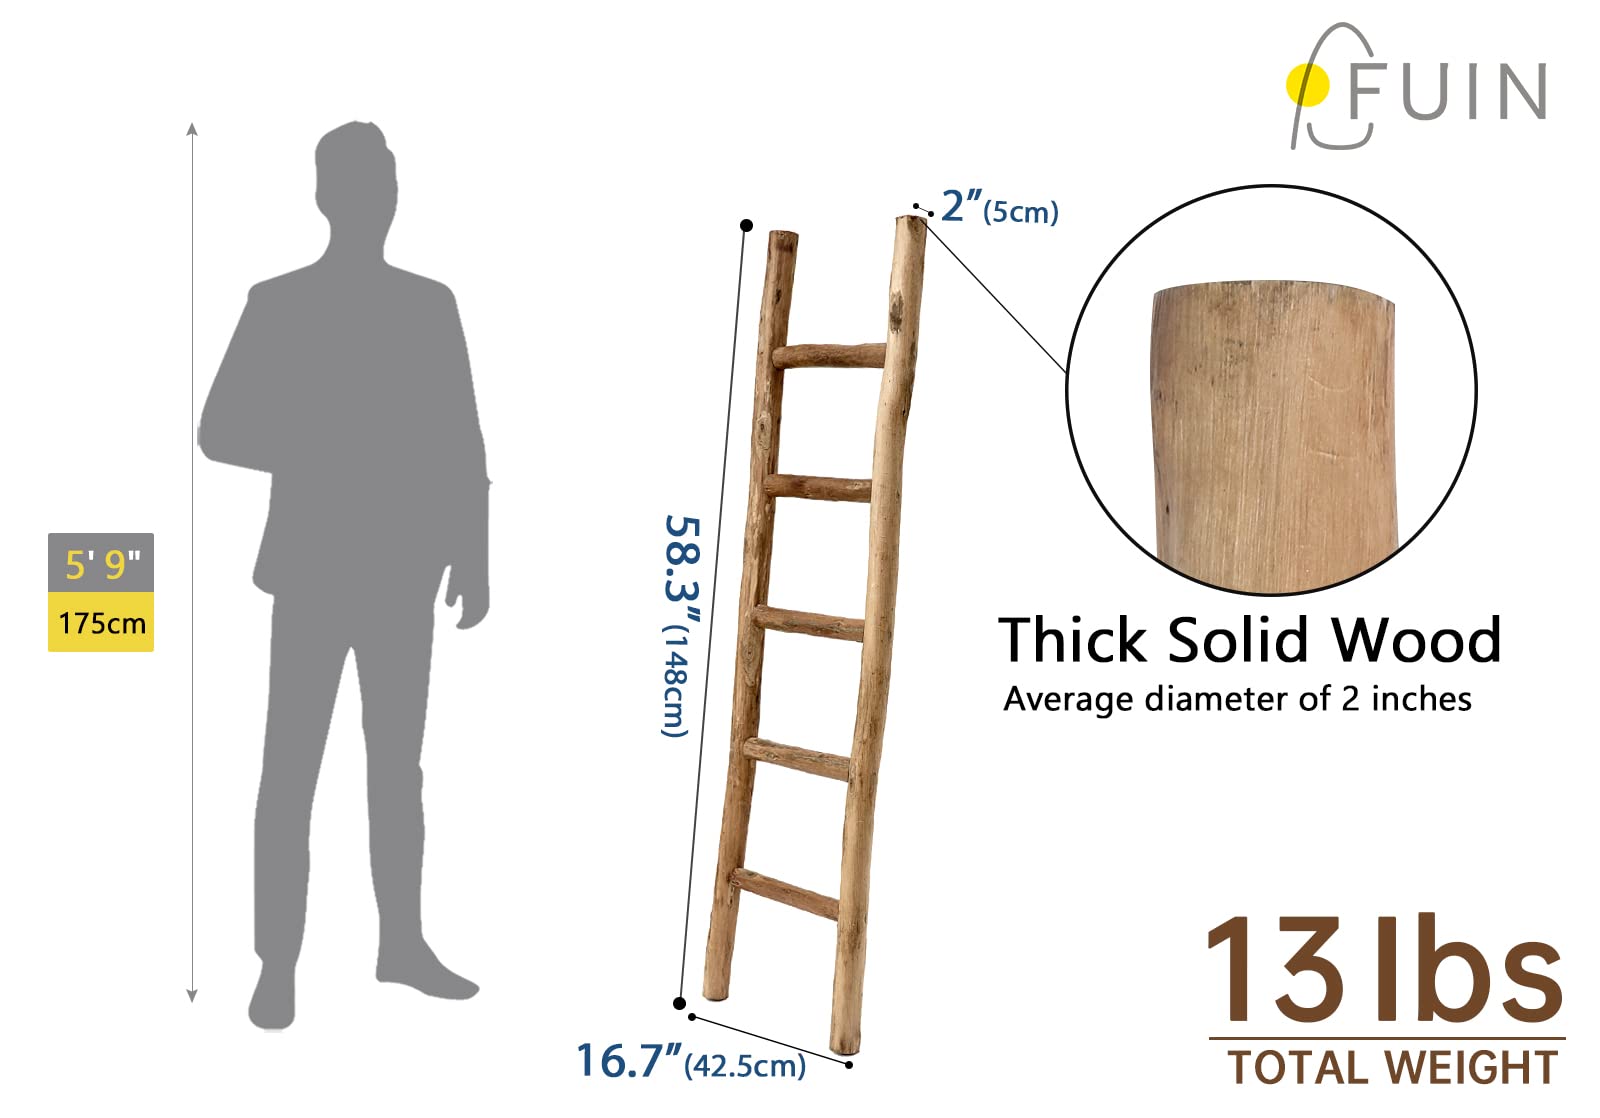 FUIN
2”(5cm)
58.3”(148cm)
5' 9"
175cm
Thick Solid Wood
Average diameter of 2 inches
16.7”(42.5cm)
13 lbs
TOTAL WEIGHT